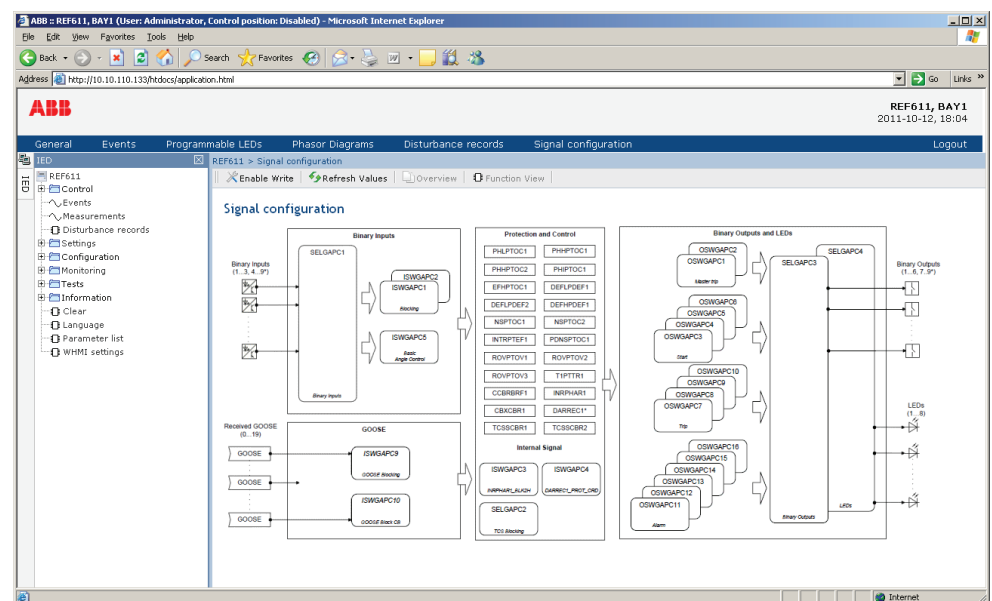 ABB :: REF611, BAY1 (User: Administrator, Control position: Disabled) - Microsoft Internet Explorer
File Edit View Favorites Tools Help
Back Search Favorites
Address http://10.10.110.133/htdocs/application.html Go Links »
ABB
REF611, BAY1
2011-10-12, 18:04
General Events Programmable LEDs Phasor Diagrams Disturbance records Signal configuration Logout
IED
IED
REF611 > Signal configuration
Enable Write Refresh Values Overview Function View
REF611
Control
Events
Measurements
Disturbance records
Settings
Configuration
Monitoring
Tests
Information
Clear
Language
Parameter list
WHMI settings
Signal configuration
Binary Inputs
SELGAPC1
Binary Inputs
(1...3, 4...9*)
ISWGAPC2
ISWGAPC1
Blocking
ISWGAPC5
Basic
Angle Control
Binary Inputs
Received GOOSE
(0...19)
GOOSE
GOOSE
GOOSE
GOOSE
ISWGAPC9
GOOSE Blocking
ISWGAPC10
GOOSE Block CB
Protection and Control
PHLPTOC1 PHHPTOC1
PHHPTOC2 PHIPTOC1
EFHPTOC1 DEFLPDEF1
DEFLPDEF2 DEFHPDEF1
NSPTOC1 NSPTOC2
INTRPTEF1 PDNSPTOC1
ROVPTOV1 ROVPTOV2
ROVPTOV3 T1PTTR1
CCBRBRF1 INRPHAR1
CBXCBR1 DARREC1*
TCSSCBR1 TCSSCBR2
Internal Signal
ISWGAPC3 ISWGAPC4
INRPHAR1_BLK2H DARREC1_PROT_CRD
SELGAPC2
TCS Blocking
Binary Outputs and LEDs
OSWGAPC2
OSWGAPC1
Master trip
OSWGAPC6
OSWGAPC5
OSWGAPC4
OSWGAPC3
Start
OSWGAPC10
OSWGAPC9
OSWGAPC8
OSWGAPC7
Trip
OSWGAPC16
OSWGAPC15
OSWGAPC14
OSWGAPC13
OSWGAPC12
OSWGAPC11
Alarm
SELGAPC4
SELGAPC3
Binary Outputs
LEDs
Binary Outputs
(1...6, 7..9*)
LEDs
(1...8)
Internet